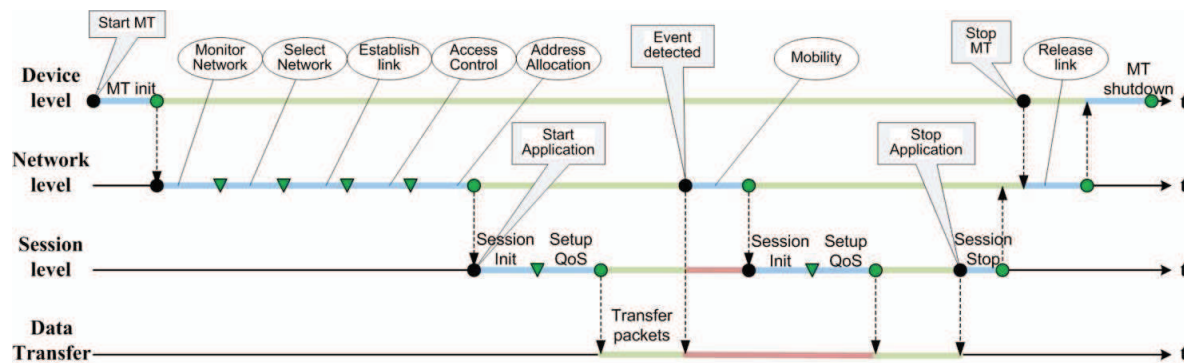 Start MT
Monitor
Network
Select
Network
Establish
link
Access
Control
Address
Allocation
Event
detected
Mobility
Stop
MT
Release
link
Device
level
MT init
MT
shutdown
t
Start
Application
Stop
Application
Network
level
t
Session
level
Session
Init
Setup
QoS
Session
Init
Setup
QoS
Session
Stop
t
Data
Transfer
Transfer
packets
t